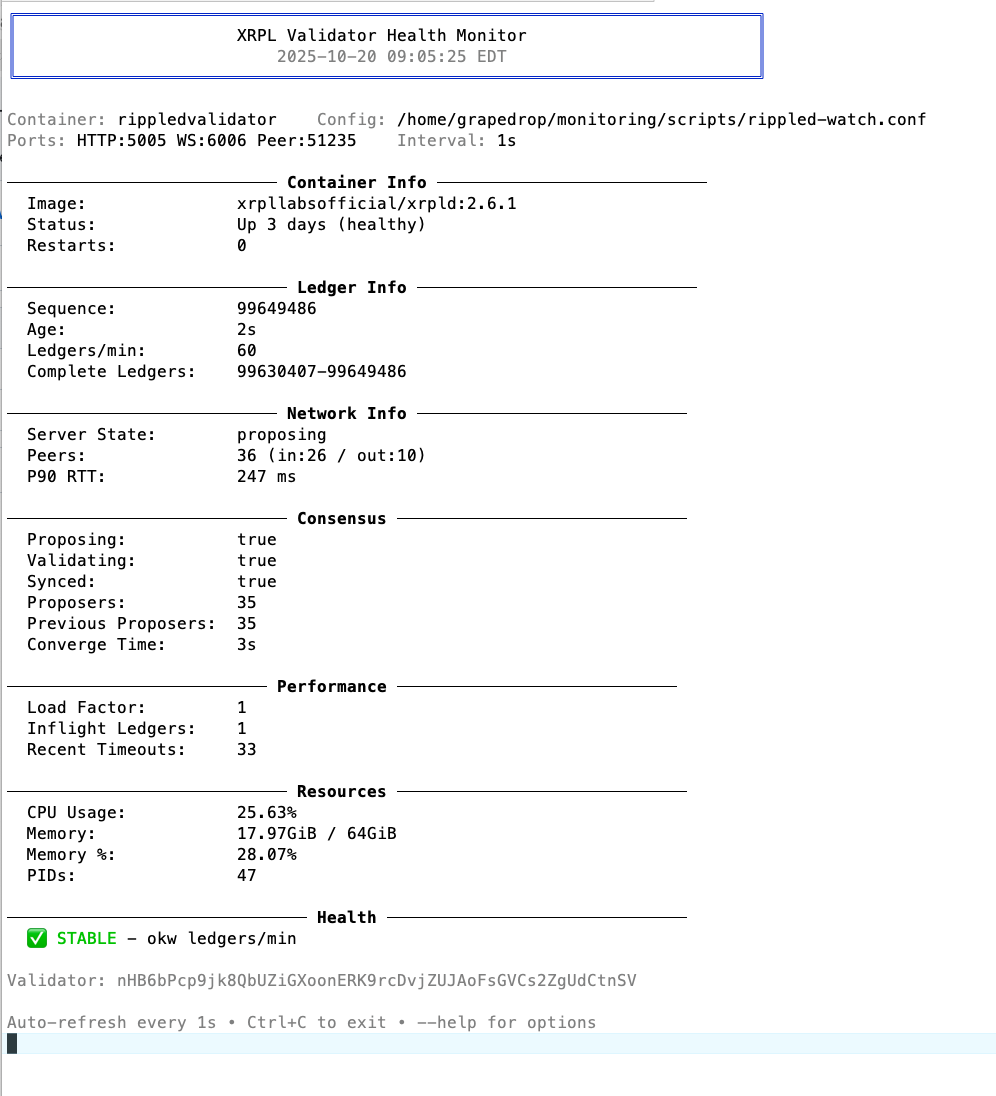 XRPL Validator Health Monitor
2025-10-20 09:05:25 EDT
Container: rippledvalidator Config: /home/grapedrop/monitoring/scripts/rippled-watch.conf
Ports: HTTP:5005 WS:6006 Peer:51235 Interval: 1s
Container Info
Image: xrpllabsofficial/xrpld:2.6.1
Status: Up 3 days (healthy)
Restarts: 0
Ledger Info
Sequence: 99649486
Age: 2s
Ledgers/min: 60
Complete Ledgers: 99630407-99649486
Network Info
Server State: proposing
Peers: 36 (in:26 / out:10)
P90 RTT: 247 ms
Consensus
Proposing: true
Validating: true
Synced: true
Proposers: 35
Previous Proposers: 35
Converge Time: 3s
Performance
Load Factor: 1
Inflight Ledgers: 1
Recent Timeouts: 33
Resources
CPU Usage: 25.63%
Memory: 17.97GiB / 64GiB
Memory %: 28.07%
PIDs: 47
Health
✅ STABLE – okw ledgers/min
Validator: nHB6bPcp9jk8QbUZiGXoonERK9rcDvjZUJAoFsGVCs2ZgUdCtnSV
Auto-refresh every 1s • Ctrl+C to exit • --help for options